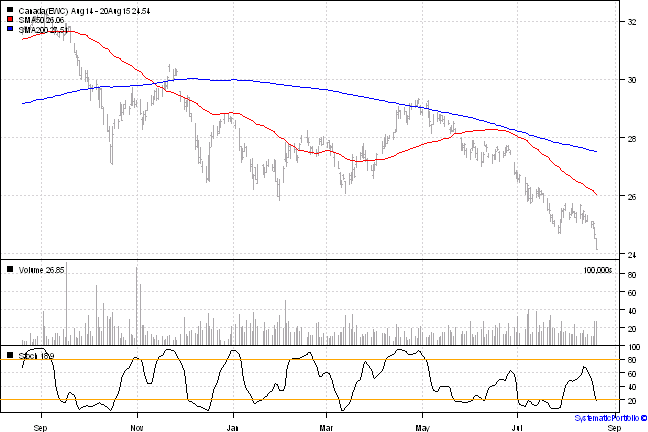 Canada(EWC) Aug14 - 20Aug15 24.54
SMA50 26.06
SMA200 27.51
32
30
28
26
24
Volume 26.85
100,000s
80
60
40
20
100
Stoch 18.9
80
60
40
20
Sep
Nov
Jan
Mar
May
Jul
Sep
SystematicPortfolio ©